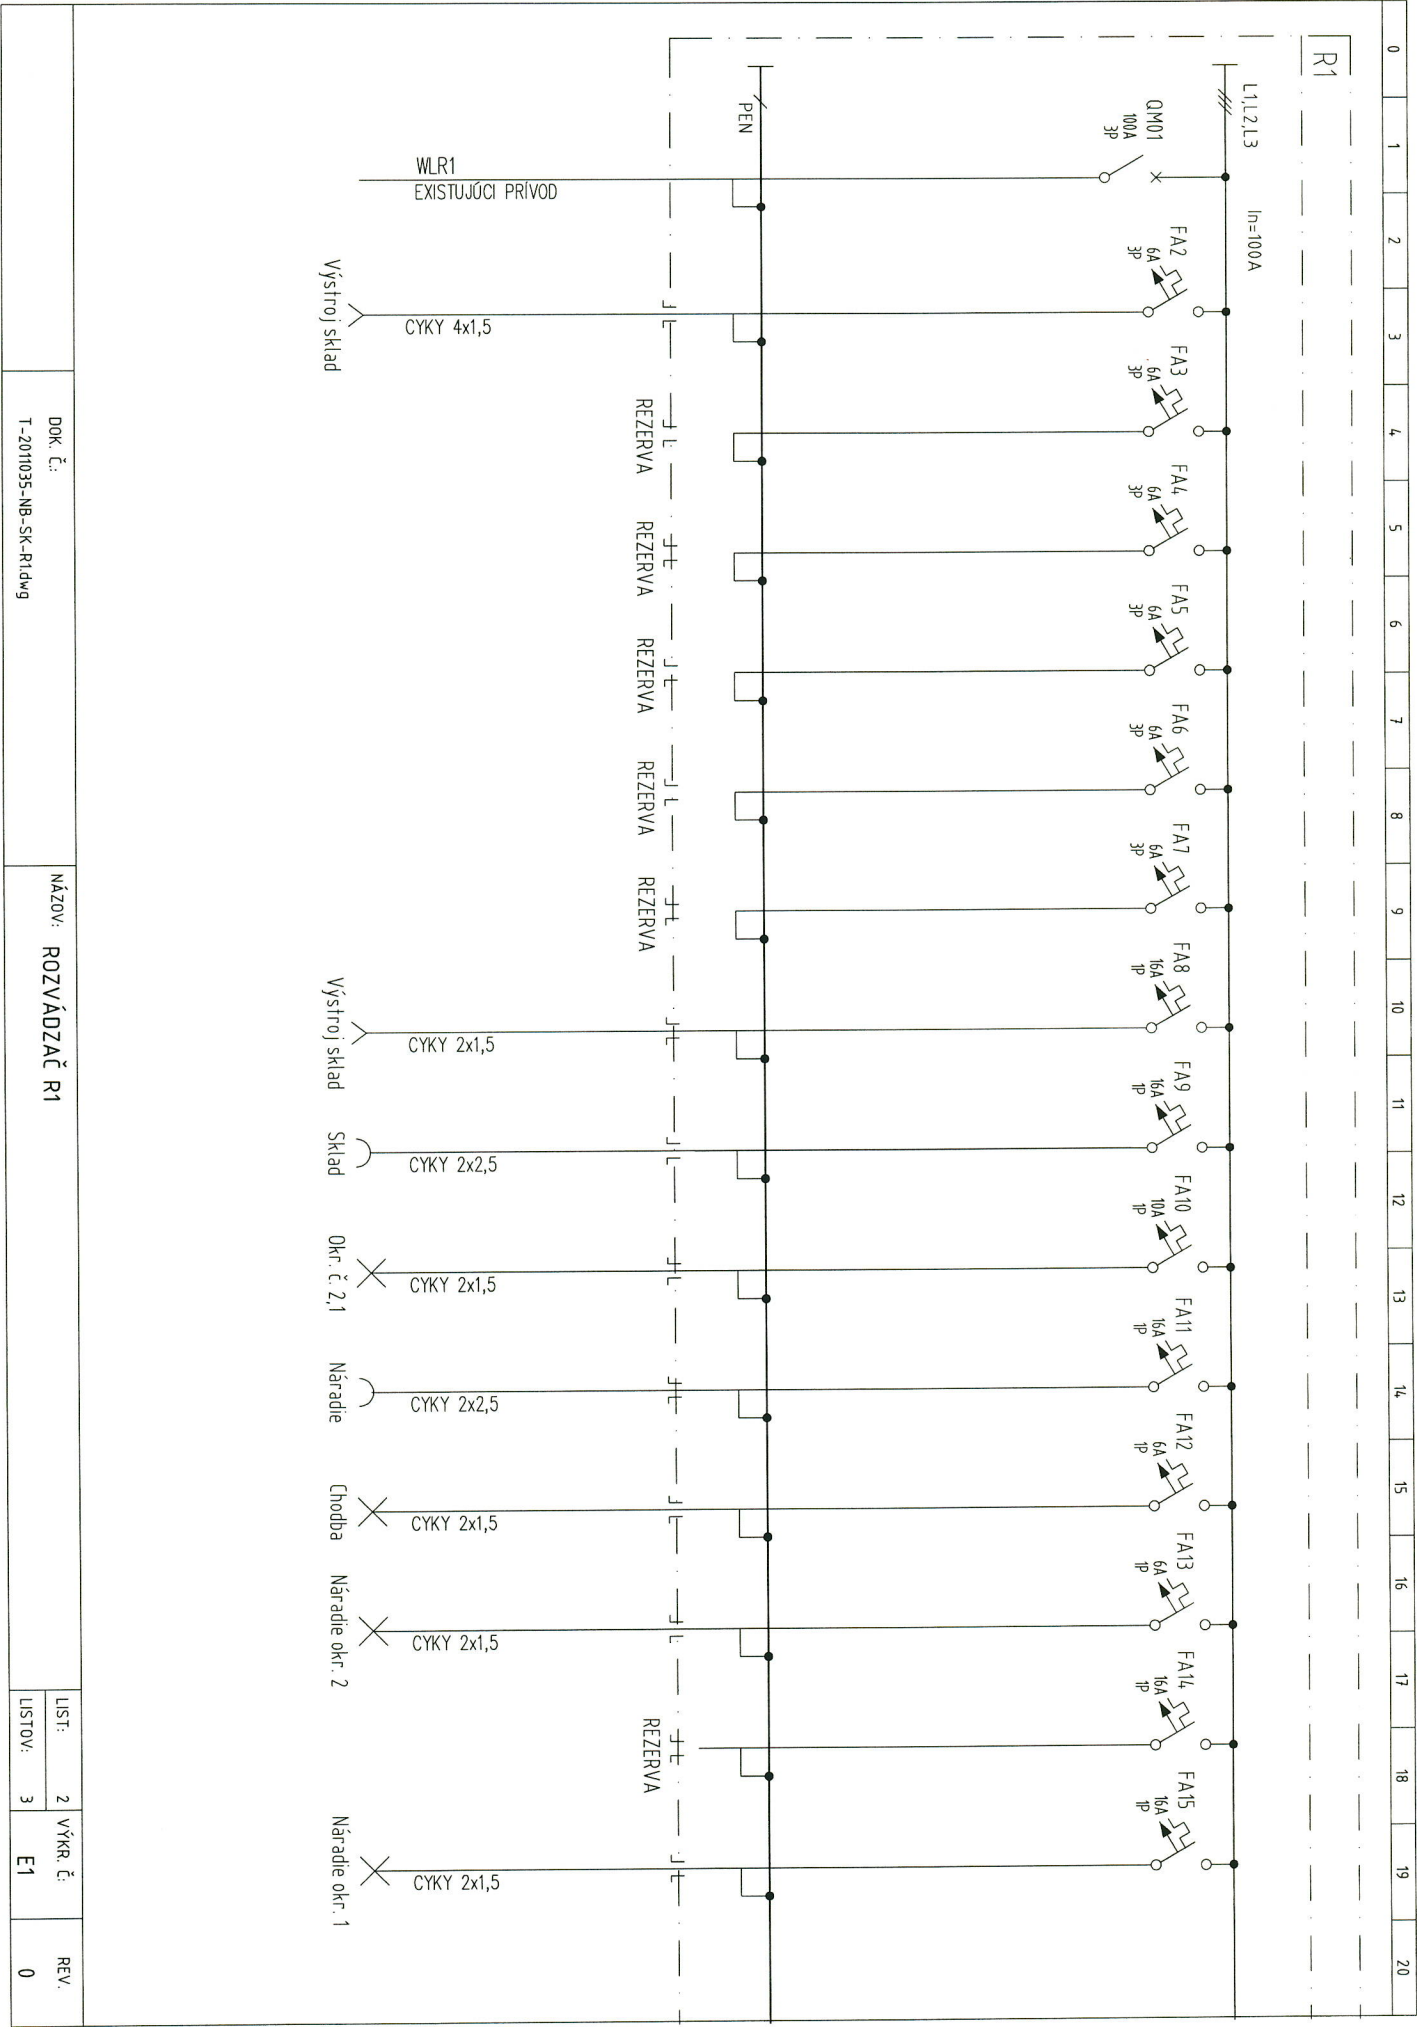 0 1 2 3 4 5 6 7 8 9 10 11 12 13 14 15 16 17 18 19 20
R1
L1,L2,L3
In=100A
QM01
100A
3P
FA2
6A
3P
FA3
6A
3P
FA4
6A
3P
FA5
6A
3P
FA6
6A
3P
FA7
6A
3P
FA8
16A
1P
FA9
16A
1P
FA10
10A
1P
FA11
16A
1P
FA12
6A
1P
FA13
6A
1P
FA14
16A
1P
FA15
16A
1P
PEN
REZERVA
REZERVA
REZERVA
REZERVA
REZERVA
REZERVA
WLR1
EXISTUJÚCI PRÍVOD
CYKY 4x1,5
CYKY 2x1,5
CYKY 2x2,5
CYKY 2x1,5
CYKY 2x2,5
CYKY 2x1,5
CYKY 2x1,5
CYKY 2x1,5
Výstroj sklad
Výstroj sklad
Sklad
Okr. č. 2,1
Náradie
Chodba
Náradie okr. 2
Náradie okr. 1
DOK. Č.:
T-2011035-NB-SK-R1.dwg
NÁZOV: ROZVÁDZAČ R1
LIST: 2
LISTOV: 3
VÝKR. Č.:
E1
REV.
0